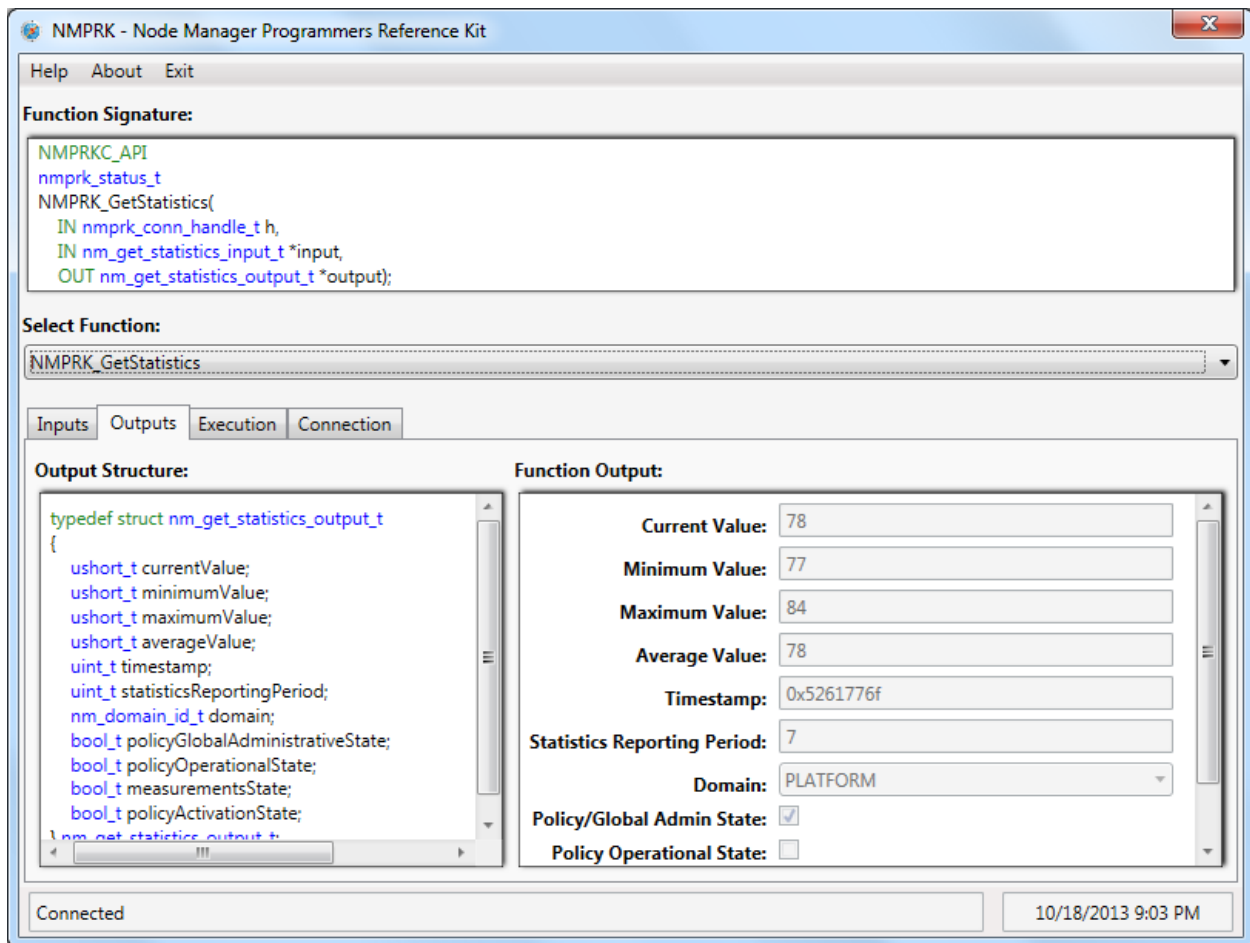 NMPRK - Node Manager Programmers Reference Kit
Help About Exit
Function Signature:
NMPRKC_API
nmprk_status_t
NMPRK_GetStatistics(
IN nmprk_conn_handle_t h,
IN nm_get_statistics_input_t *input,
OUT nm_get_statistics_output_t *output);
Select Function:
NMPRK_GetStatistics
Inputs Outputs Execution Connection
Output Structure:
typedef struct nm_get_statistics_output_t
{
ushort_t currentValue;
ushort_t minimumValue;
ushort_t maximumValue;
ushort_t averageValue;
uint_t timestamp;
uint_t statisticsReportingPeriod;
nm_domain_id_t domain;
bool_t policyGlobalAdministrativeState;
bool_t policyOperationalState;
bool_t measurementsState;
bool_t policyActivationState;
} nm_get_statistics_output_t;
Function Output:
Current Value: 78
Minimum Value: 77
Maximum Value: 84
Average Value: 78
Timestamp: 0x5261776f
Statistics Reporting Period: 7
Domain: PLATFORM
Policy/Global Admin State:
Policy Operational State:
Connected
10/18/2013 9:03 PM